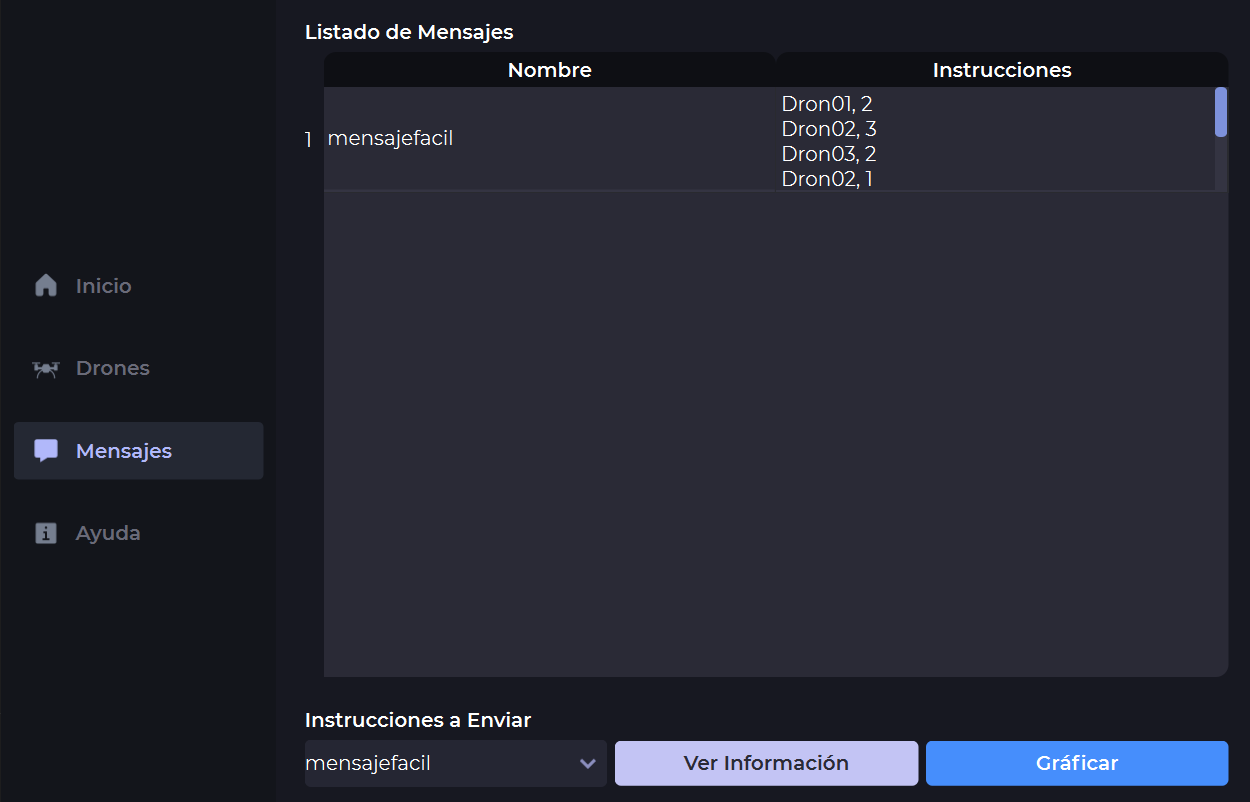 Listado de Mensajes
Nombre Instrucciones
1 mensajefacil
Dron01, 2
Dron02, 3
Dron03, 2
Dron02, 1
Inicio
Drones
Mensajes
Ayuda
Instrucciones a Enviar
mensajefacil Ver Información Gráficar